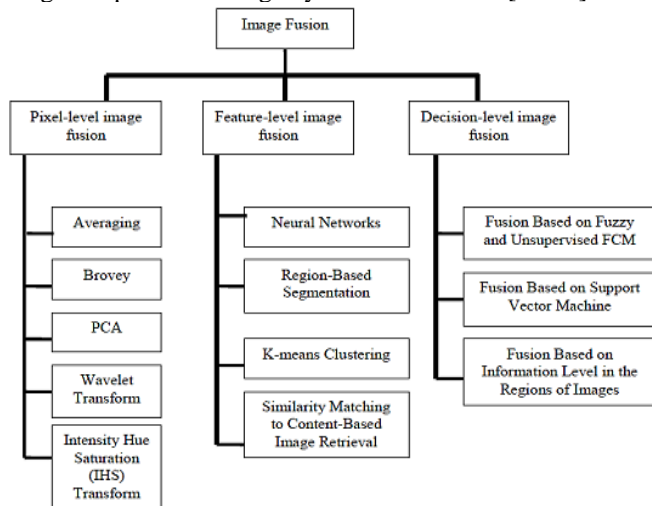 Image Fusion
Pixel-level image
fusion
Feature-level image
fusion
Decision-level image
fusion
Averaging
Brovey
PCA
Wavelet
Transform
Intensity Hue
Saturation
(IHS)
Transform
Neural Networks
Region-Based
Segmentation
K-means Clustering
Similarity Matching
to Content-Based
Image Retrieval
Fusion Based on Fuzzy
and Unsupervised FCM
Fusion Based on Support
Vector Machine
Fusion Based on
Information Level in the
Regions of Images